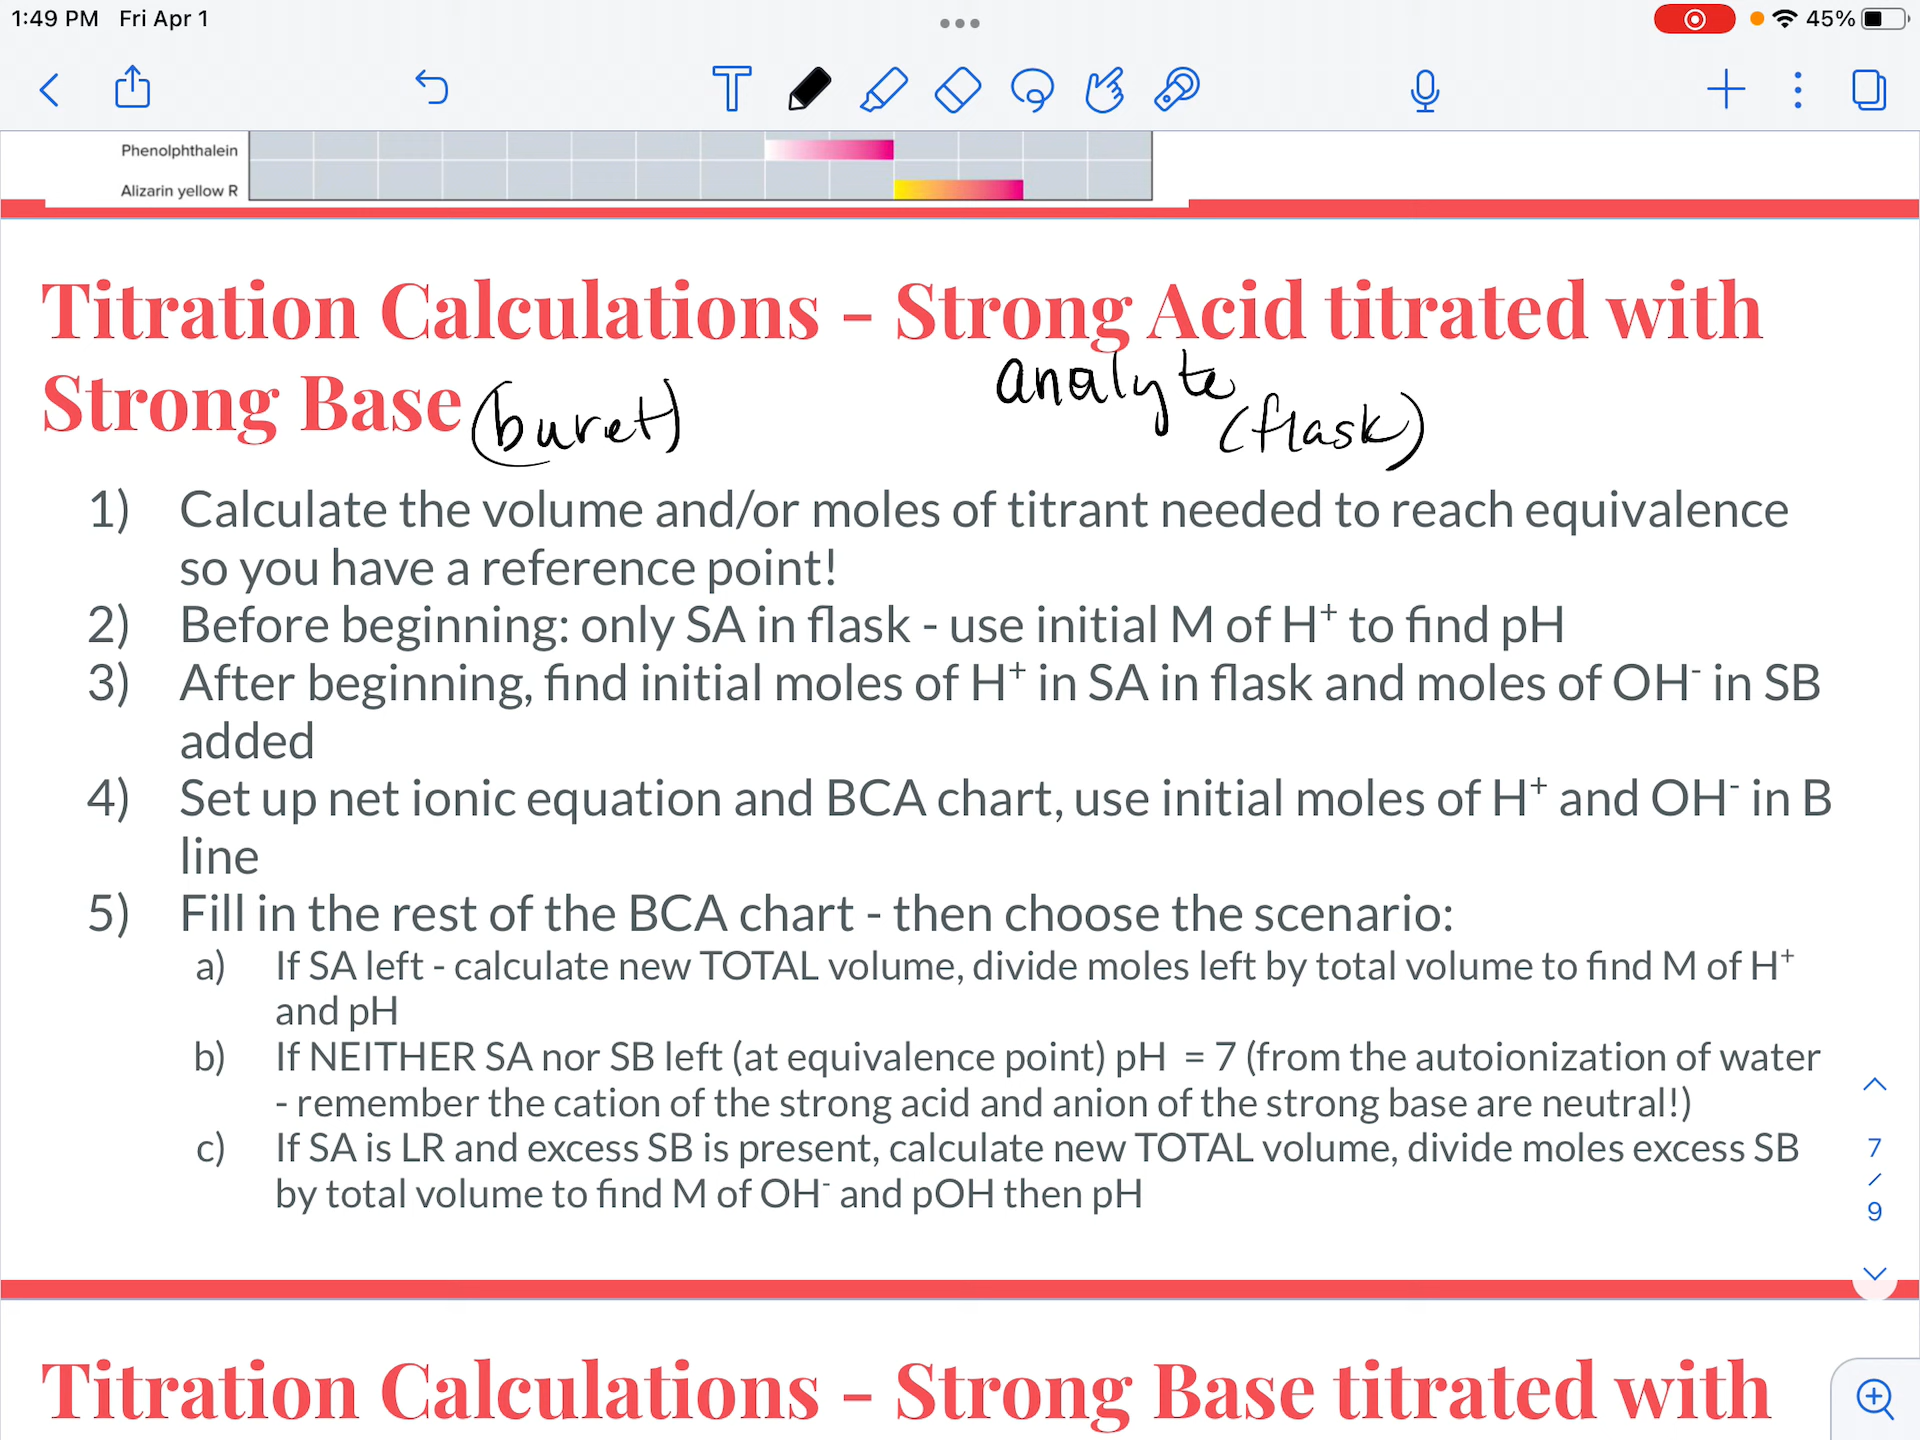 1:49 PM Fri Apr 1
45%
T
Phenolphthalein
Alizarin yellow R
Titration Calculations - Strong Acid titrated with
analyte
Strong Base (buret)
(flask)
1) Calculate the volume and/or moles of titrant needed to reach equivalence
so you have a reference point!
2) Before beginning: only SA in flask - use initial M of H⁺ to find pH
3) After beginning, find initial moles of H⁺ in SA in flask and moles of OH⁻ in SB
added
4) Set up net ionic equation and BCA chart, use initial moles of H⁺ and OH⁻ in B
line
5) Fill in the rest of the BCA chart - then choose the scenario:
a) If SA left - calculate new TOTAL volume, divide moles left by total volume to find M of H⁺
and pH
b) If NEITHER SA nor SB left (at equivalence point) pH = 7 (from the autoionization of water
- remember the cation of the strong acid and anion of the strong base are neutral!)
c) If SA is LR and excess SB is present, calculate new TOTAL volume, divide moles excess SB
by total volume to find M of OH⁻ and pOH then pH
7
/
9
Titration Calculations - Strong Base titrated with